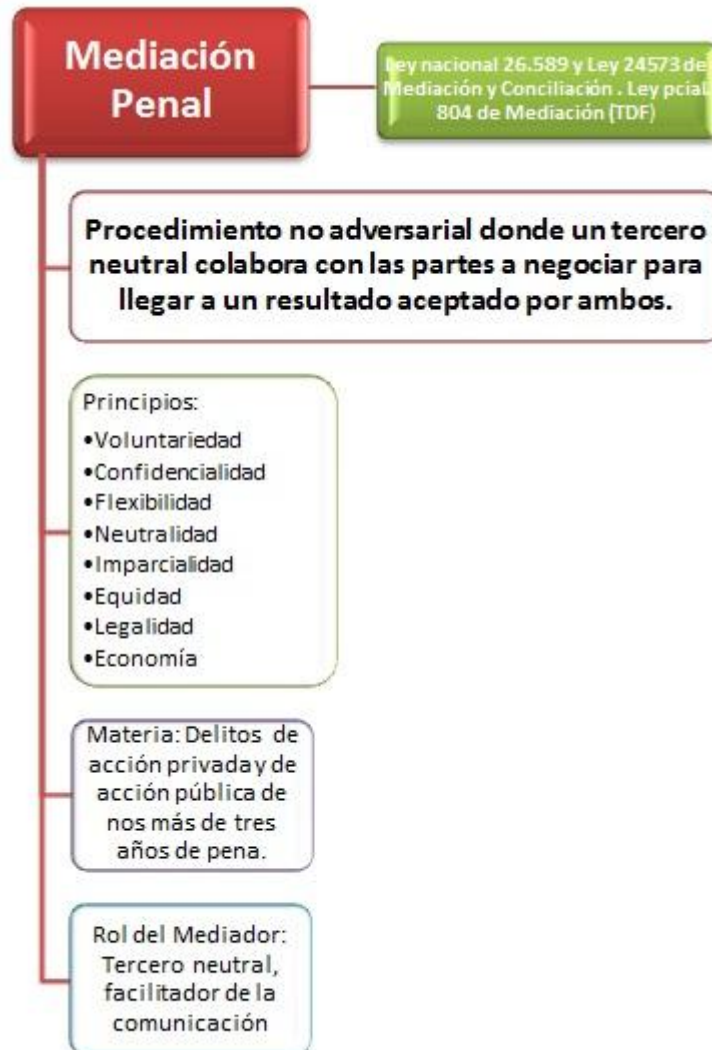 Mediación
Penal
Ley nacional 26.589 y Ley 24573 de
Mediación y Conciliación . Ley pcial.
804 de Mediación (TDF)
Procedimiento no adversarial donde un tercero
neutral colabora con las partes a negociar para
llegar a un resultado aceptado por ambos.
Principios:
•Voluntariedad
•Confidencialidad
•Flexibilidad
•Neutralidad
•Imparcialidad
•Equidad
•Legalidad
•Economía
Materia: Delitos de
acción privada y de
acción pública de
nos más de tres
años de pena.
Rol del Mediador:
Tercero neutral,
facilitador de la
comunicación